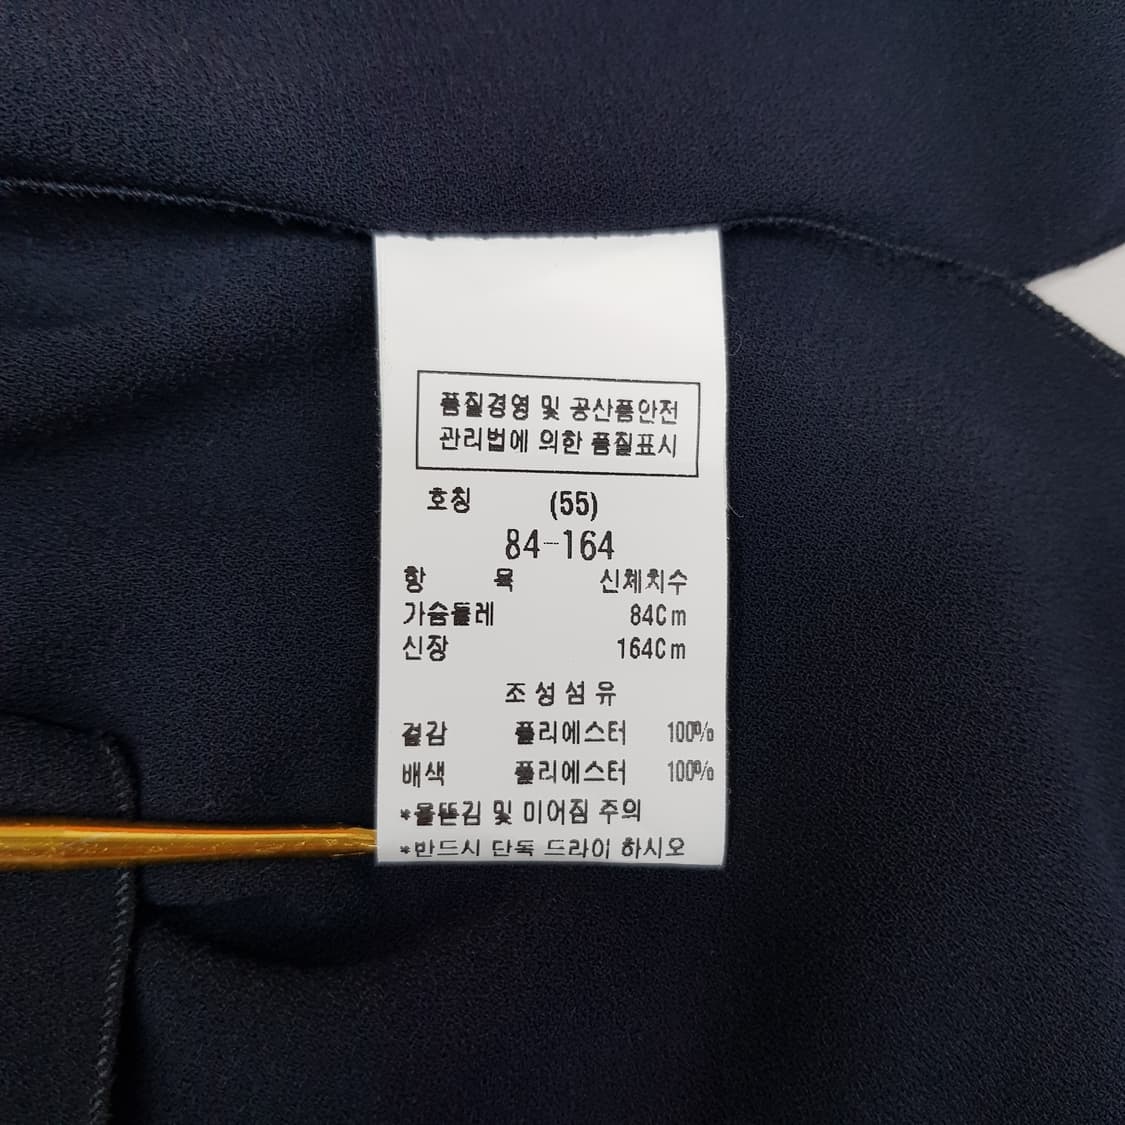 품질경영 및 공산품안전
관리법에 의한 품질표시
호칭 (55)
84-164
항 목 신체치수
가슴둘레 84Cm
신장 164Cm
조성섬유
겉감 폴리에스터 100%
배색 폴리에스터 100%
*올뜯김 및 미어짐 주의
*반드시 단독 드라이 하시오